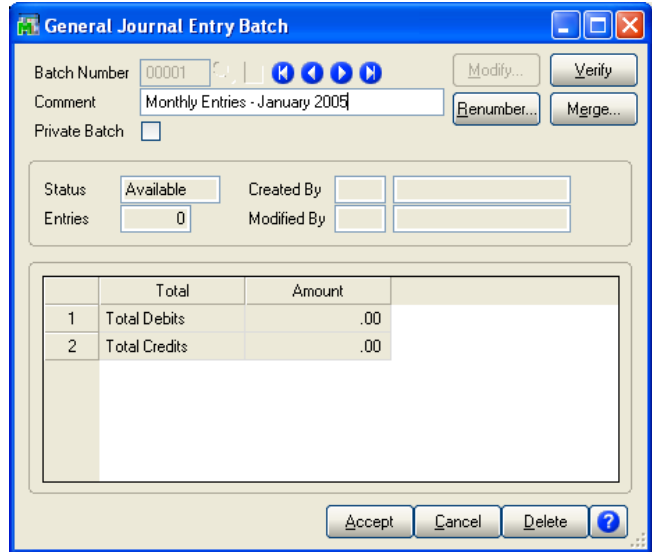 General Journal Entry Batch
Batch Number 00001 Modify... Verify
Comment Monthly Entries - January 2005 Renumber... Merge...
Private Batch
Status Available Created By
Entries 0 Modified By
Total Amount
1 Total Debits .00
2 Total Credits .00
Accept Cancel Delete ?